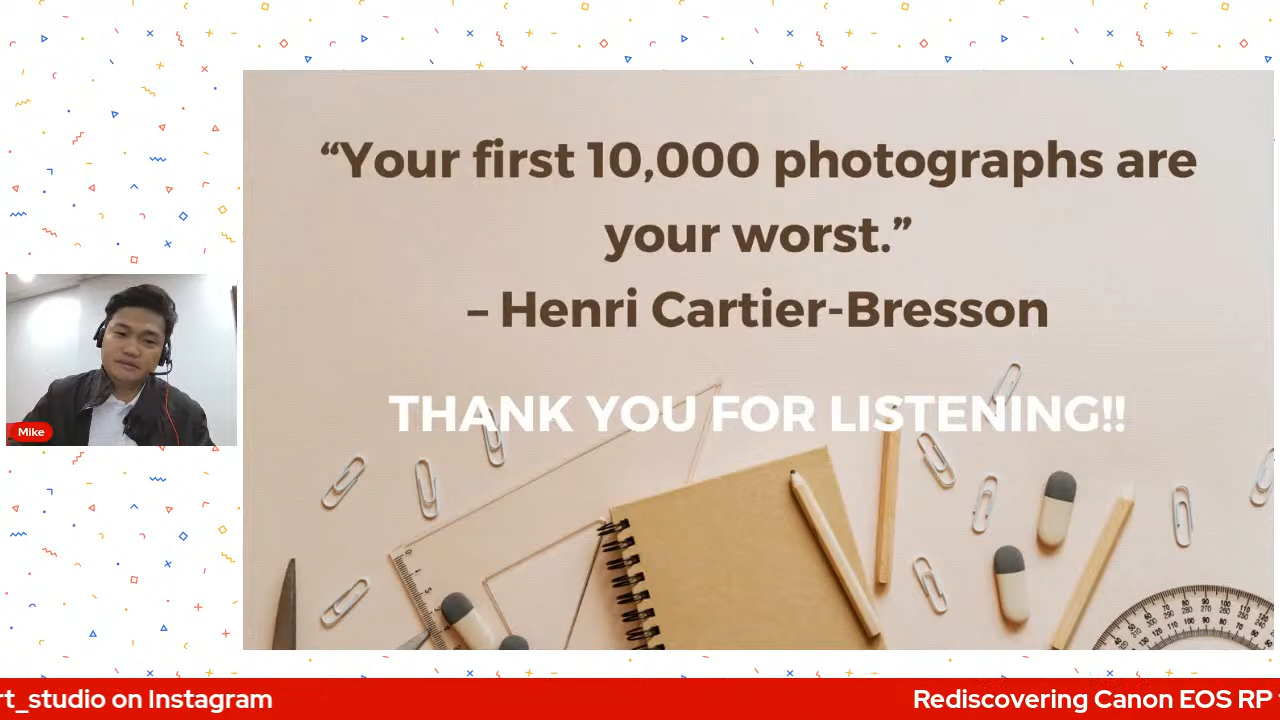 “Your first 10,000 photographs are
your worst.”
– Henri Cartier-Bresson
THANK YOU FOR LISTENING!!
Mike
rt_studio on Instagram
Rediscovering Canon EOS RP